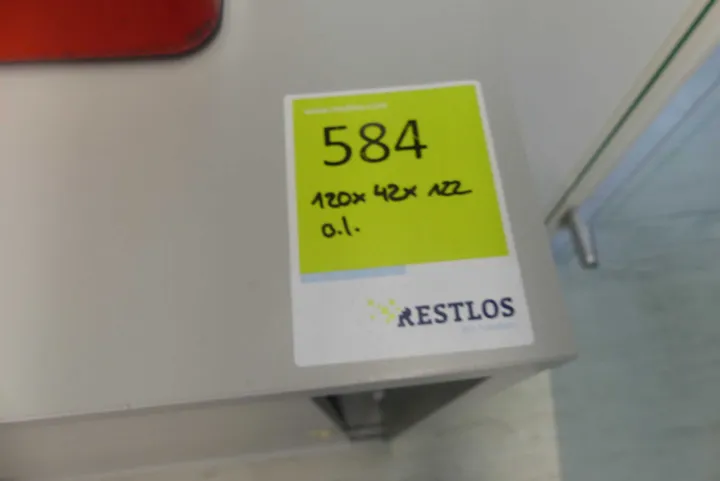 584
120x 42x 122
o.l.
RESTLOS